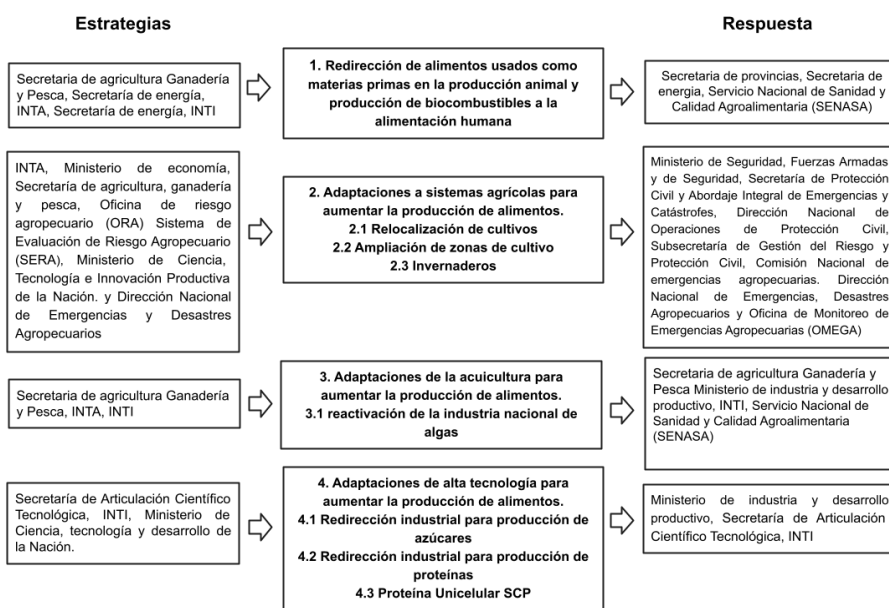 Estrategias
Respuesta
Secretaria de agricultura Ganadería
y Pesca, Secretaría de energía,
INTA, Secretaría de energía, INTI
1. Redirección de alimentos usados como
materias primas en la producción animal y
producción de biocombustibles a la
alimentación humana
Secretaria de provincias, Secretaria de
energia, Servicio Nacional de Sanidad y
Calidad Agroalimentaria (SENASA)
INTA, Ministerio de economía,
Secretaría de agricultura, ganadería
y pesca, Oficina de riesgo
agropecuario (ORA) Sistema de
Evaluación de Riesgo Agropecuario
(SERA), Ministerio de Ciencia,
Tecnología e Innovación Productiva
de la Nación. y Dirección Nacional
de Emergencias y Desastres
Agropecuarios
2. Adaptaciones a sistemas agrícolas para
aumentar la producción de alimentos.
2.1 Relocalización de cultivos
2.2 Ampliación de zonas de cultivo
2.3 Invernaderos
Ministerio de Seguridad, Fuerzas Armadas
y de Seguridad, Secretaría de Protección
Civil y Abordaje Integral de Emergencias y
Catástrofes, Dirección Nacional de
Operaciones de Protección Civil,
Subsecretaría de Gestión del Riesgo y
Protección Civil, Comisión Nacional de
emergencias agropecuarias. Dirección
Nacional de Emergencias, Desastres
Agropecuarios y Oficina de Monitoreo de
Emergencias Agropecuarias (OMEGA)
Secretaria de agricultura Ganadería
y Pesca, INTA, INTI
3. Adaptaciones de la acuicultura para
aumentar la producción de alimentos.
3.1 reactivación de la industria nacional de
algas
Secretaria de agricultura Ganadería y
Pesca Ministerio de industria y desarrollo
productivo, INTI, Servicio Nacional de
Sanidad y Calidad Agroalimentaria
(SENASA)
Secretaría de Articulación Científico
Tecnológica, INTI, Ministerio de
Ciencia, tecnología y desarrollo de
la Nación.
4. Adaptaciones de alta tecnología para
aumentar la producción de alimentos.
4.1 Redirección industrial para producción de
azúcares
4.2 Redirección industrial para producción de
proteínas
4.3 Proteína Unicelular SCP
Ministerio de industria y desarrollo
productivo, Secretaría de Articulación
Científico Tecnológica, INTI